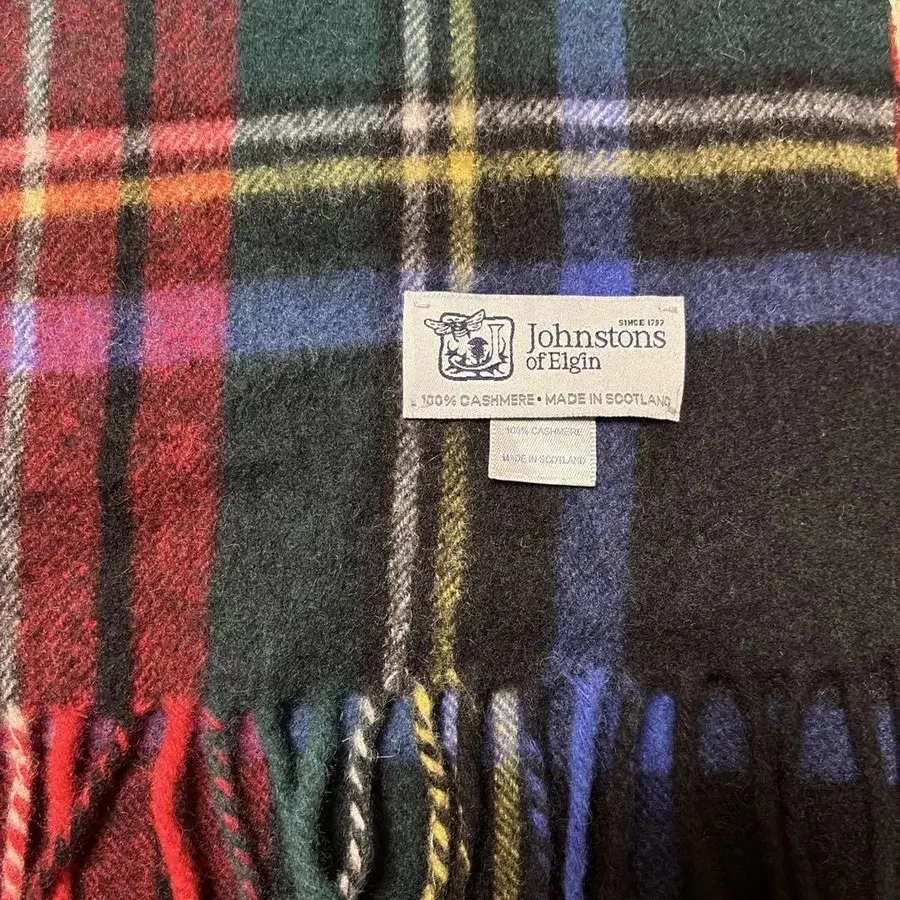 SINCE 1797
Johnstons
of Elgin
100% CASHMERE • MADE IN SCOTLAND
100% CASHMERE
MADE IN SCOTLAND